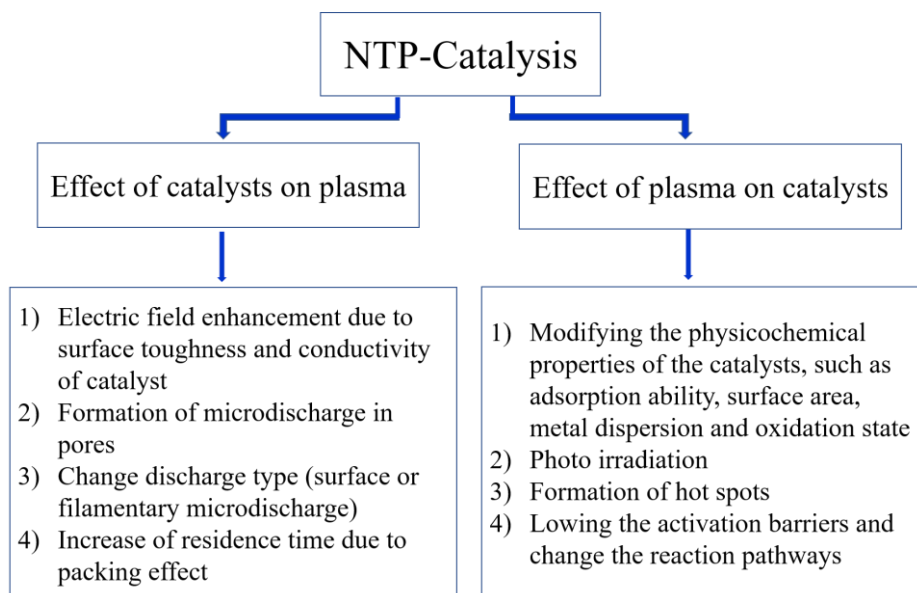 NTP-Catalysis
Effect of catalysts on plasma
Effect of plasma on catalysts
1) Electric field enhancement due to
surface toughness and conductivity
of catalyst
2) Formation of microdischarge in
pores
3) Change discharge type (surface or
filamentary microdischarge)
4) Increase of residence time due to
packing effect
1) Modifying the physicochemical
properties of the catalysts, such as
adsorption ability, surface area,
metal dispersion and oxidation state
2) Photo irradiation
3) Formation of hot spots
4) Lowing the activation barriers and
change the reaction pathways